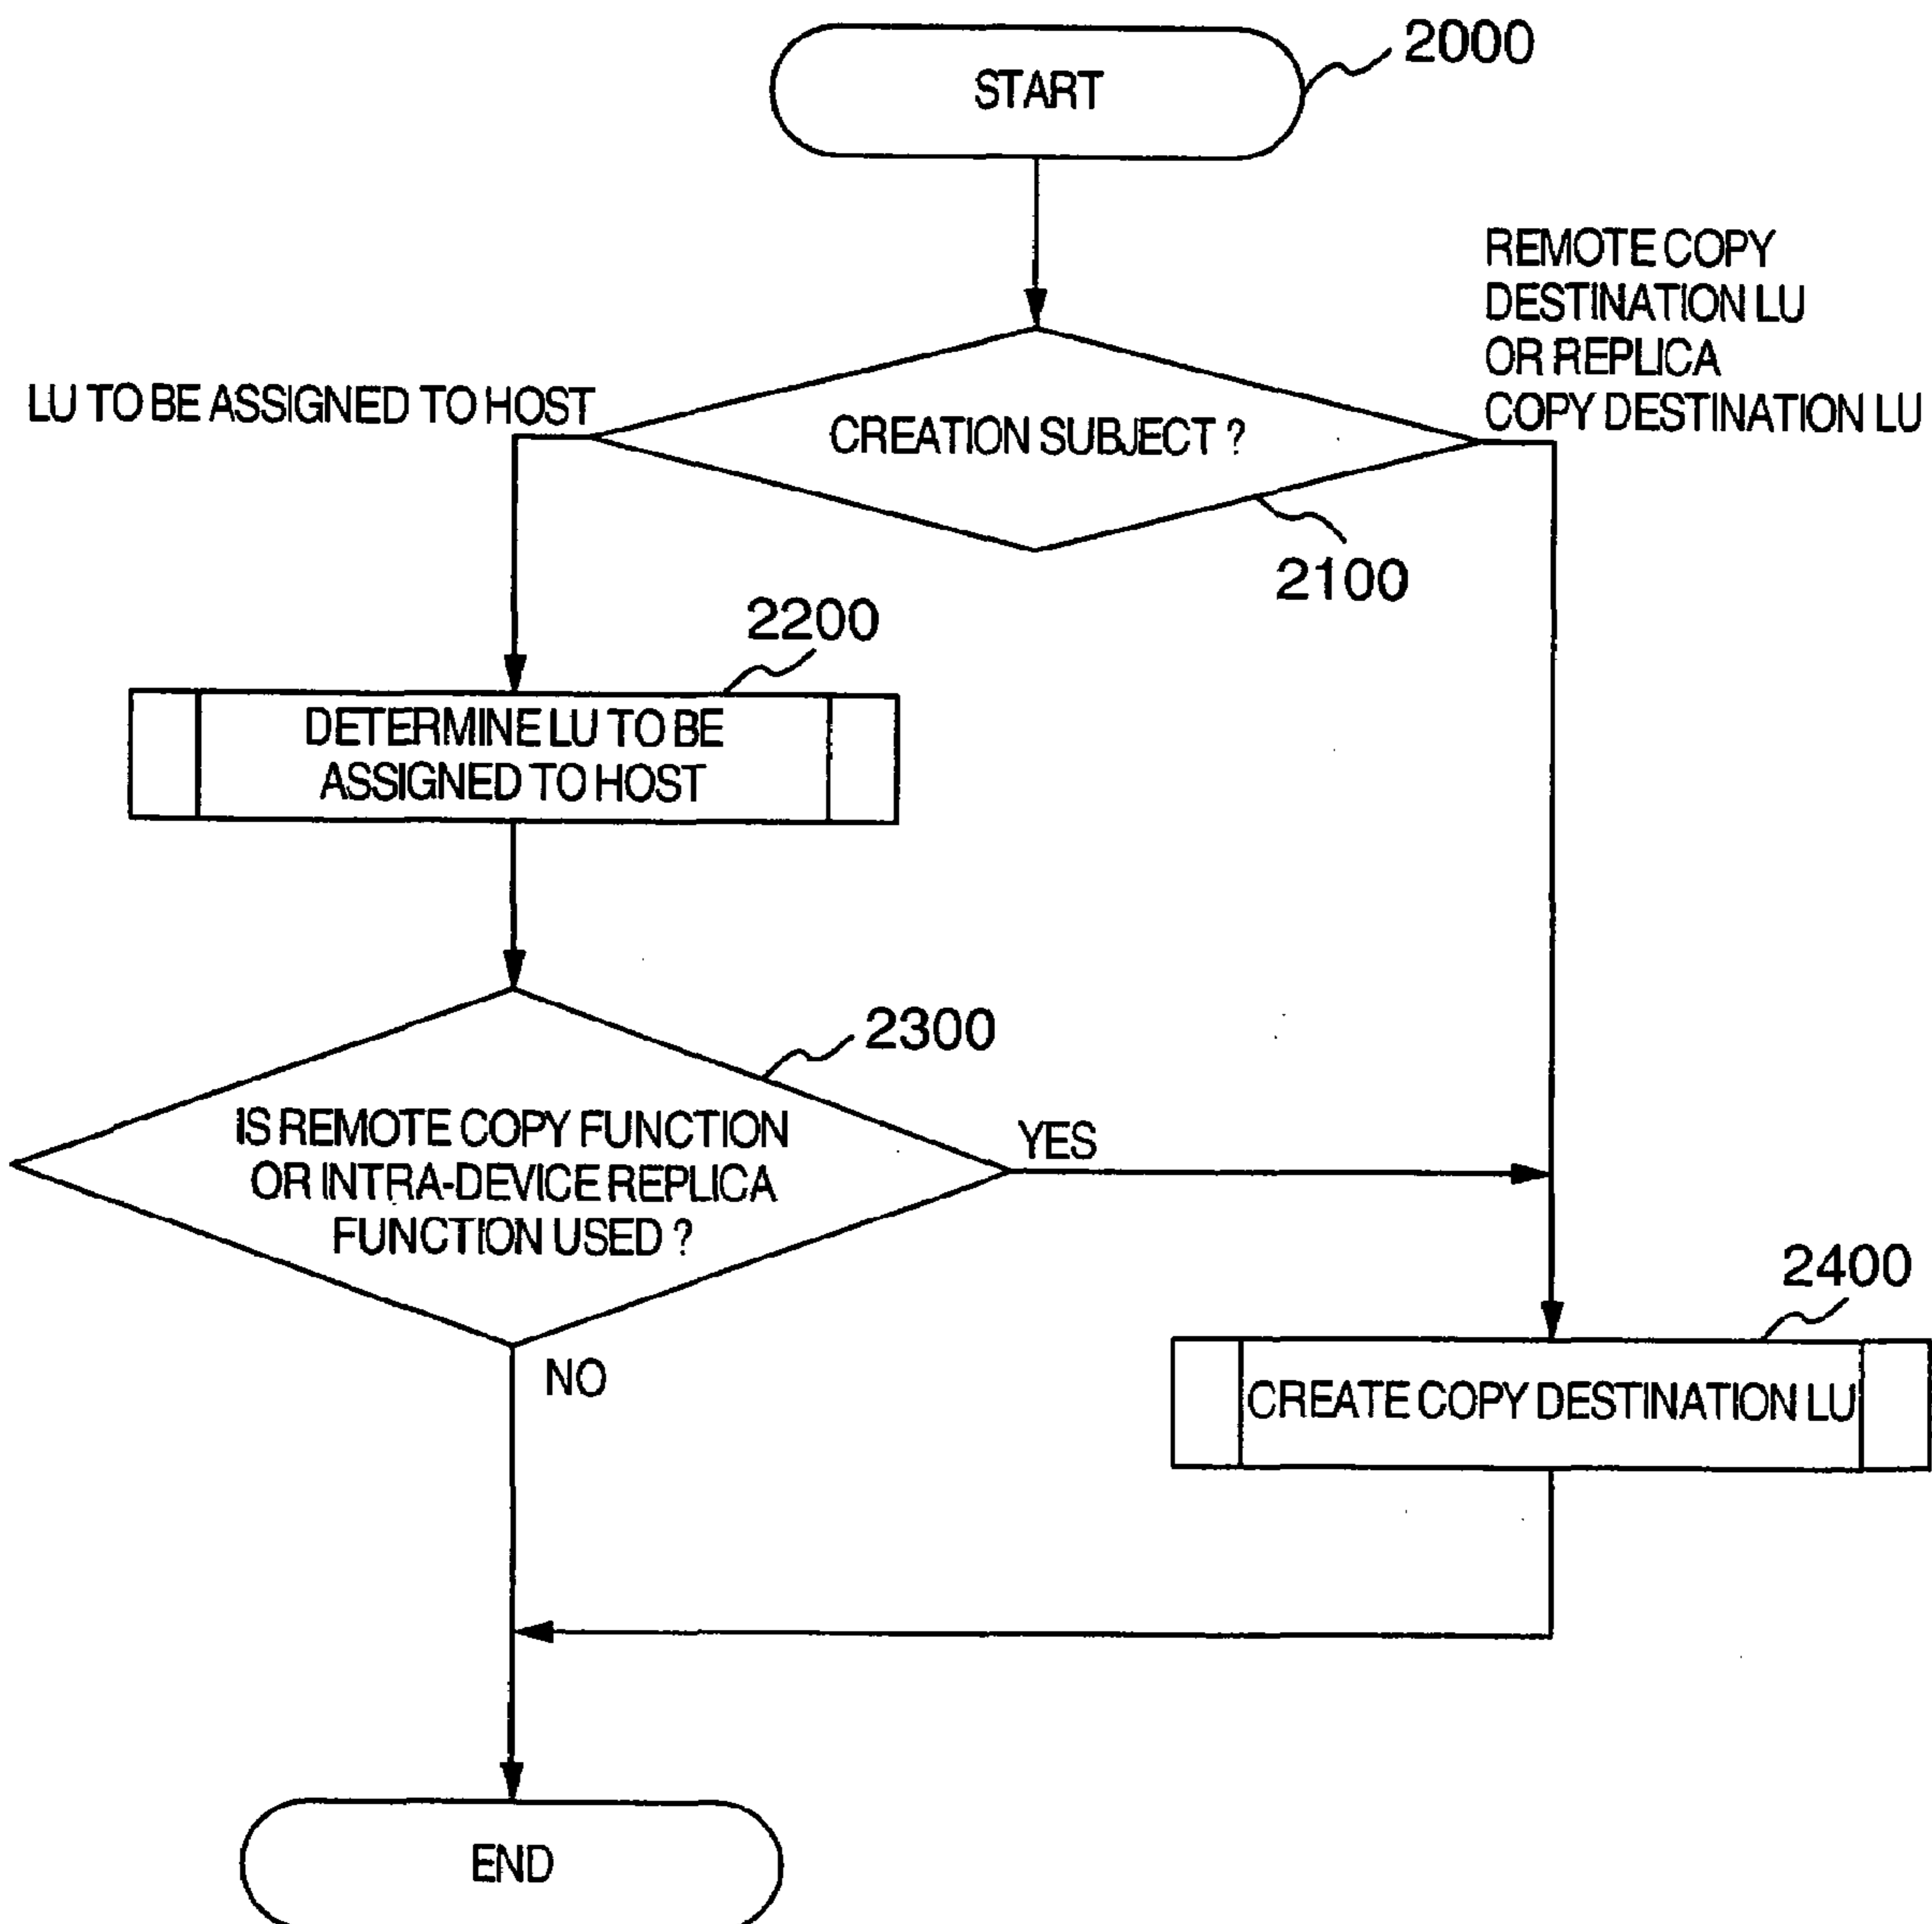 START
2000
REMOTE COPY
DESTINATION LU
OR REPLICA
COPY DESTINATION LU
LU TO BE ASSIGNED TO HOST
CREATION SUBJECT ?
2100
2200
DETERMINE LU TO BE
ASSIGNED TO HOST
2300
IS REMOTE COPY FUNCTION
OR INTRA-DEVICE REPLICA
FUNCTION USED ?
YES
2400
NO
CREATE COPY DESTINATION LU
END